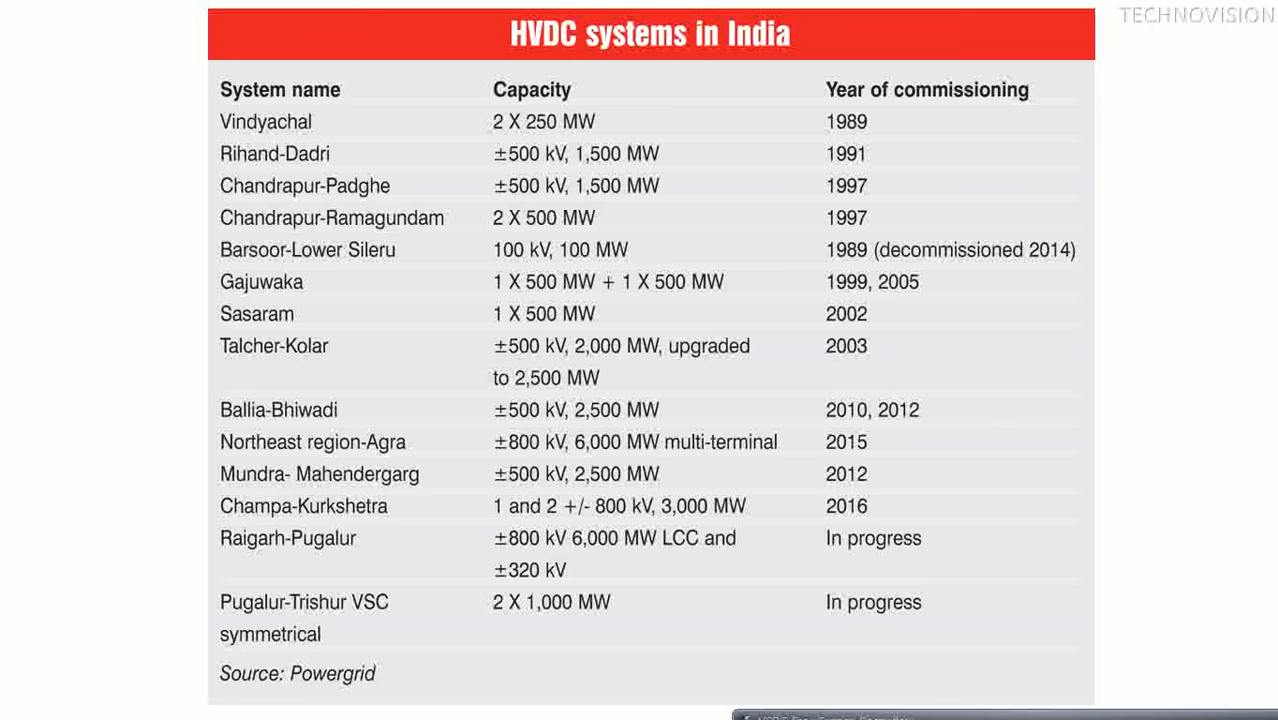 TECHNOVISION
HVDC systems in India
System name Capacity Year of commissioning
Vindyachal 2 X 250 MW 1989
Rihand-Dadri ±500 kV, 1,500 MW 1991
Chandrapur-Padghe ±500 kV, 1,500 MW 1997
Chandrapur-Ramagundam 2 X 500 MW 1997
Barsoor-Lower Sileru 100 kV, 100 MW 1989 (decommissioned 2014)
Gajuwaka 1 X 500 MW + 1 X 500 MW 1999, 2005
Sasaram 1 X 500 MW 2002
Talcher-Kolar ±500 kV, 2,000 MW, upgraded 2003
to 2,500 MW
Ballia-Bhiwadi ±500 kV, 2,500 MW 2010, 2012
Northeast region-Agra ±800 kV, 6,000 MW multi-terminal 2015
Mundra- Mahendergarg ±500 kV, 2,500 MW 2012
Champa-Kurkshetra 1 and 2 +/- 800 kV, 3,000 MW 2016
Raigarh-Pugalur ±800 kV 6,000 MW LCC and In progress
±320 kV
Pugalur-Trishur VSC 2 X 1,000 MW In progress
symmetrical
Source: Powergrid